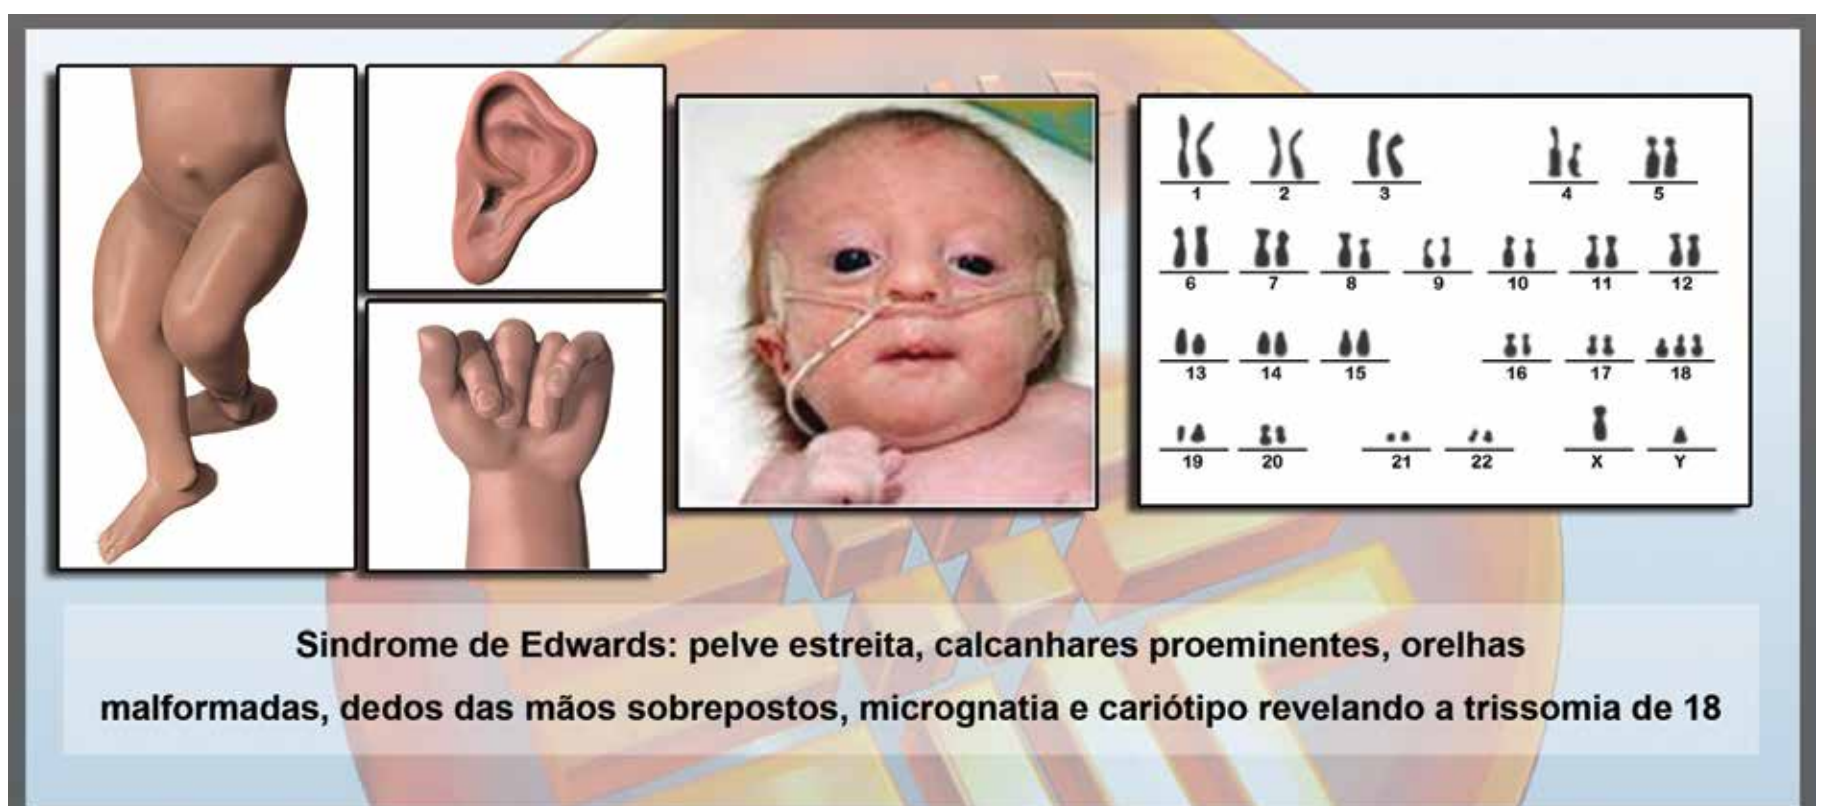 1 2 3 4 5
6 7 8 9 10 11 12
13 14 15 16 17 18
19 20 21 22 X Y
Sindrome de Edwards: pelve estreita, calcanhares proeminentes, orelhas
malformadas, dedos das mãos sobrepostos, micrognatia e cariótipo revelando a trissomia de 18